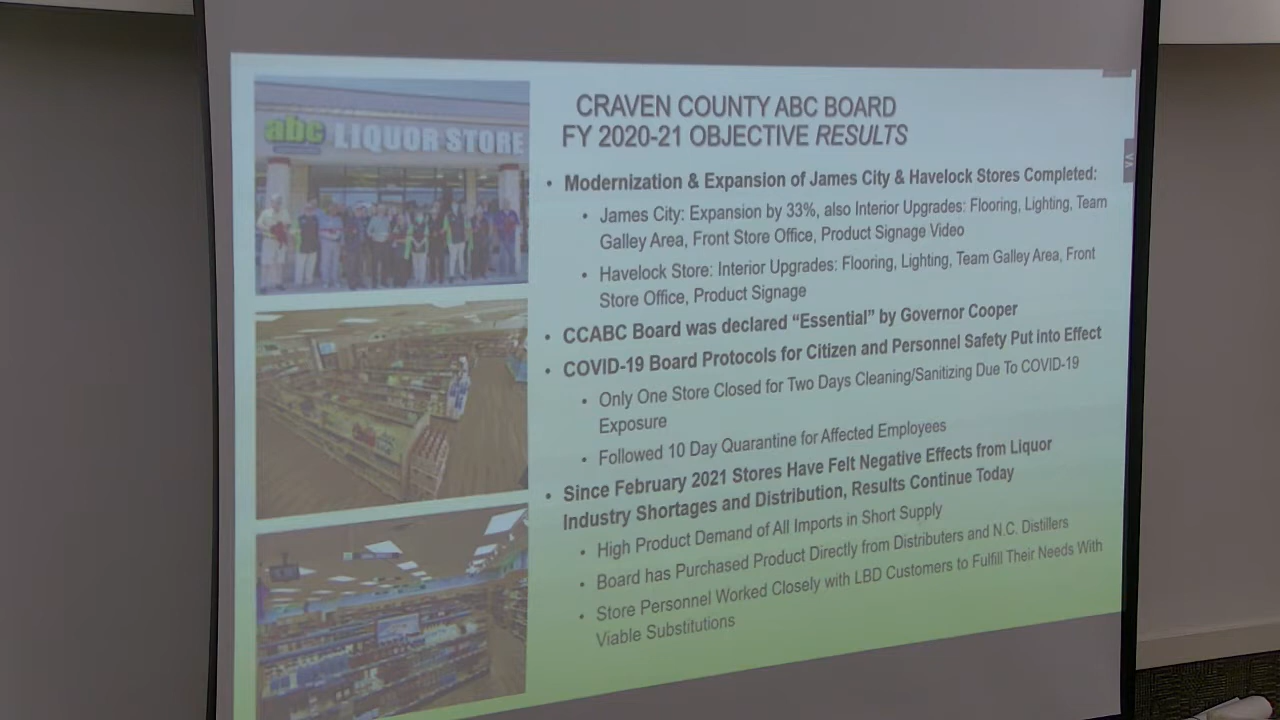 abc LIQUOR STORE
CRAVEN COUNTY ABC BOARD
FY 2020-21 OBJECTIVE RESULTS
• Modernization & Expansion of James City & Havelock Stores Completed:
• James City: Expansion by 33%, also Interior Upgrades: Flooring, Lighting, Team
Galley Area, Front Store Office, Product Signage Video
• Havelock Store: Interior Upgrades: Flooring, Lighting, Team Galley Area, Front
Store Office, Product Signage
• CCABC Board was declared “Essential” by Governor Cooper
• COVID-19 Board Protocols for Citizen and Personnel Safety Put into Effect
• Only One Store Closed for Two Days Cleaning/Sanitizing Due To COVID-19
Exposure
• Followed 10 Day Quarantine for Affected Employees
• Since February 2021 Stores Have Felt Negative Effects from Liquor
Industry Shortages and Distribution, Results Continue Today
• High Product Demand of All Imports in Short Supply
• Board has Purchased Product Directly from Distributers and N.C. Distillers
• Store Personnel Worked Closely with LBD Customers to Fulfill Their Needs With
Viable Substitutions